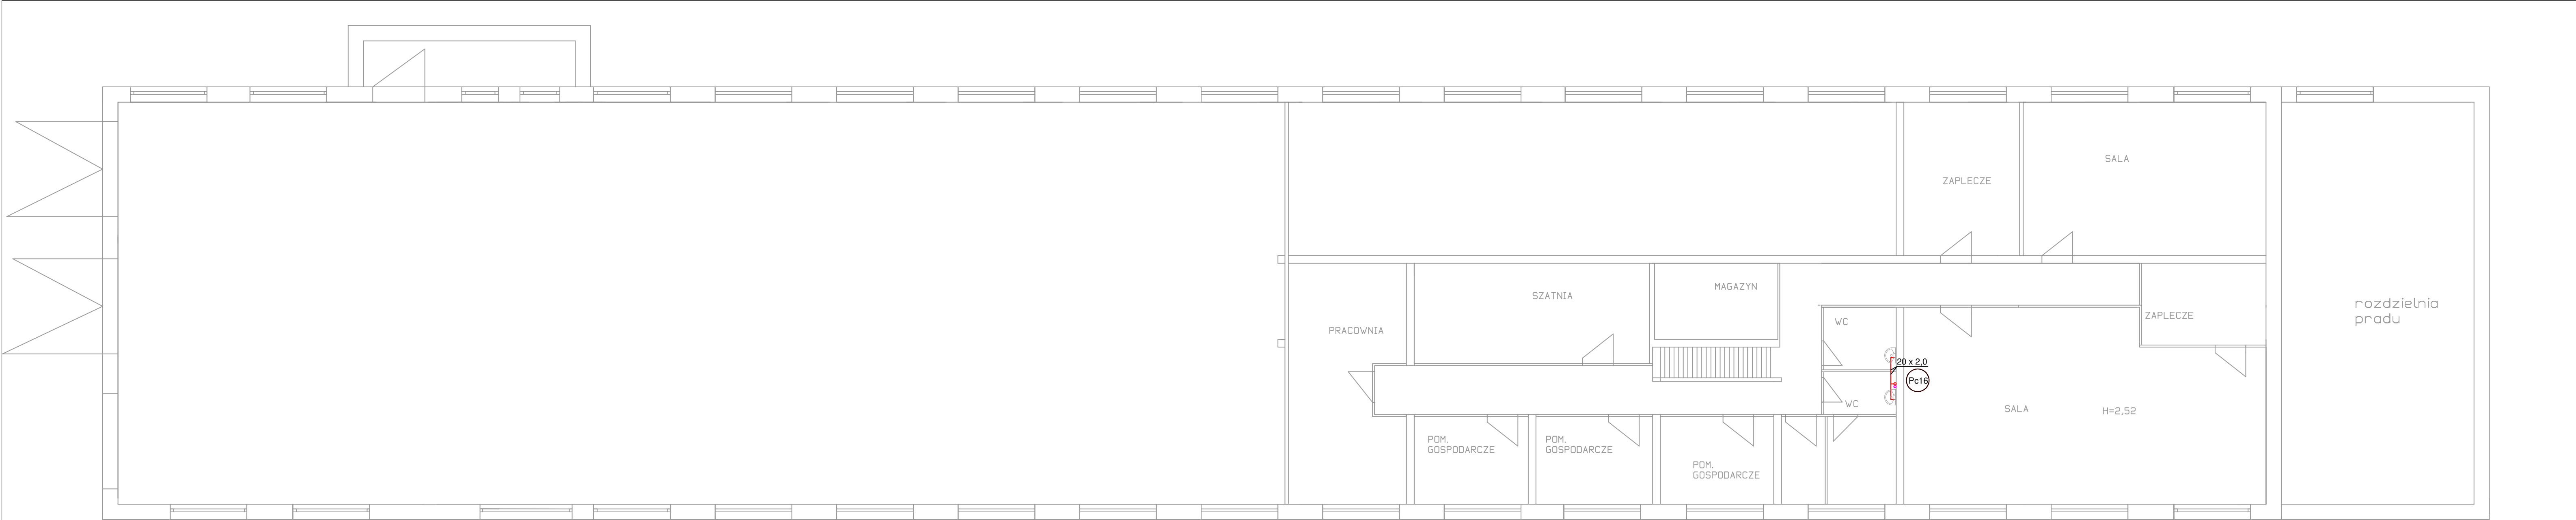 SALA
ZAPLECZE
MAGAZYN
SZATNIA
rozdzielnia
pradu
ZAPLECZE
WC
PRACOWNIA
20 x 2,0
Pc16
WC
SALA
H=2,52
POM.
GOSPODARCZE
POM.
GOSPODARCZE
POM.
GOSPODARCZE